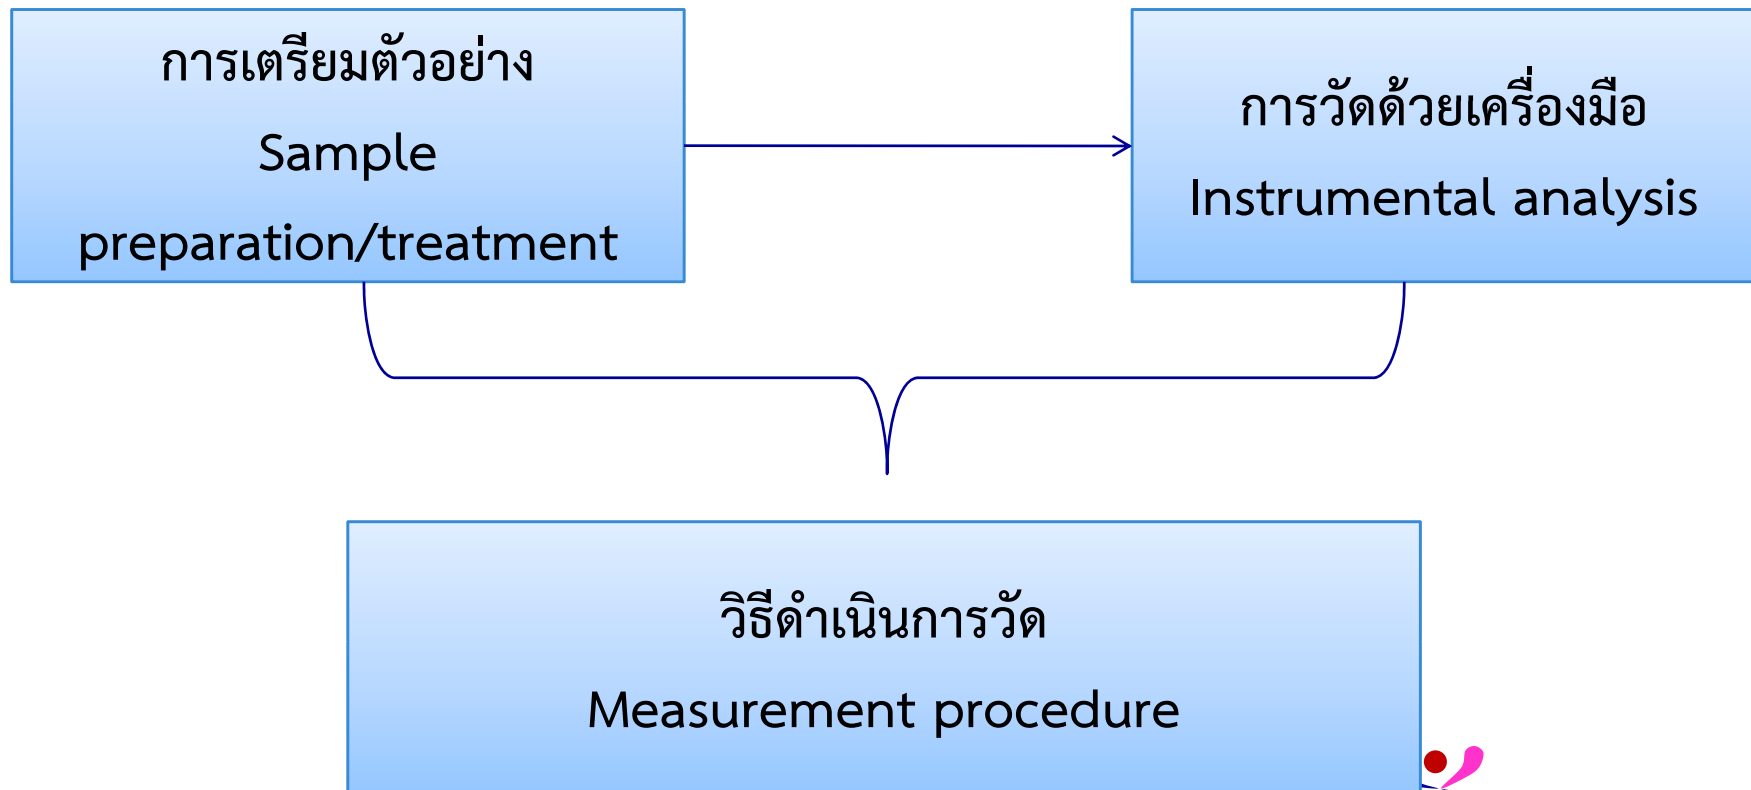 การเตรียมตัวอย่าง
Sample
preparation/treatment
การวัดด้วยเครื่องมือ
Instrumental analysis
วิธีดำเนินการวัด
Measurement procedure